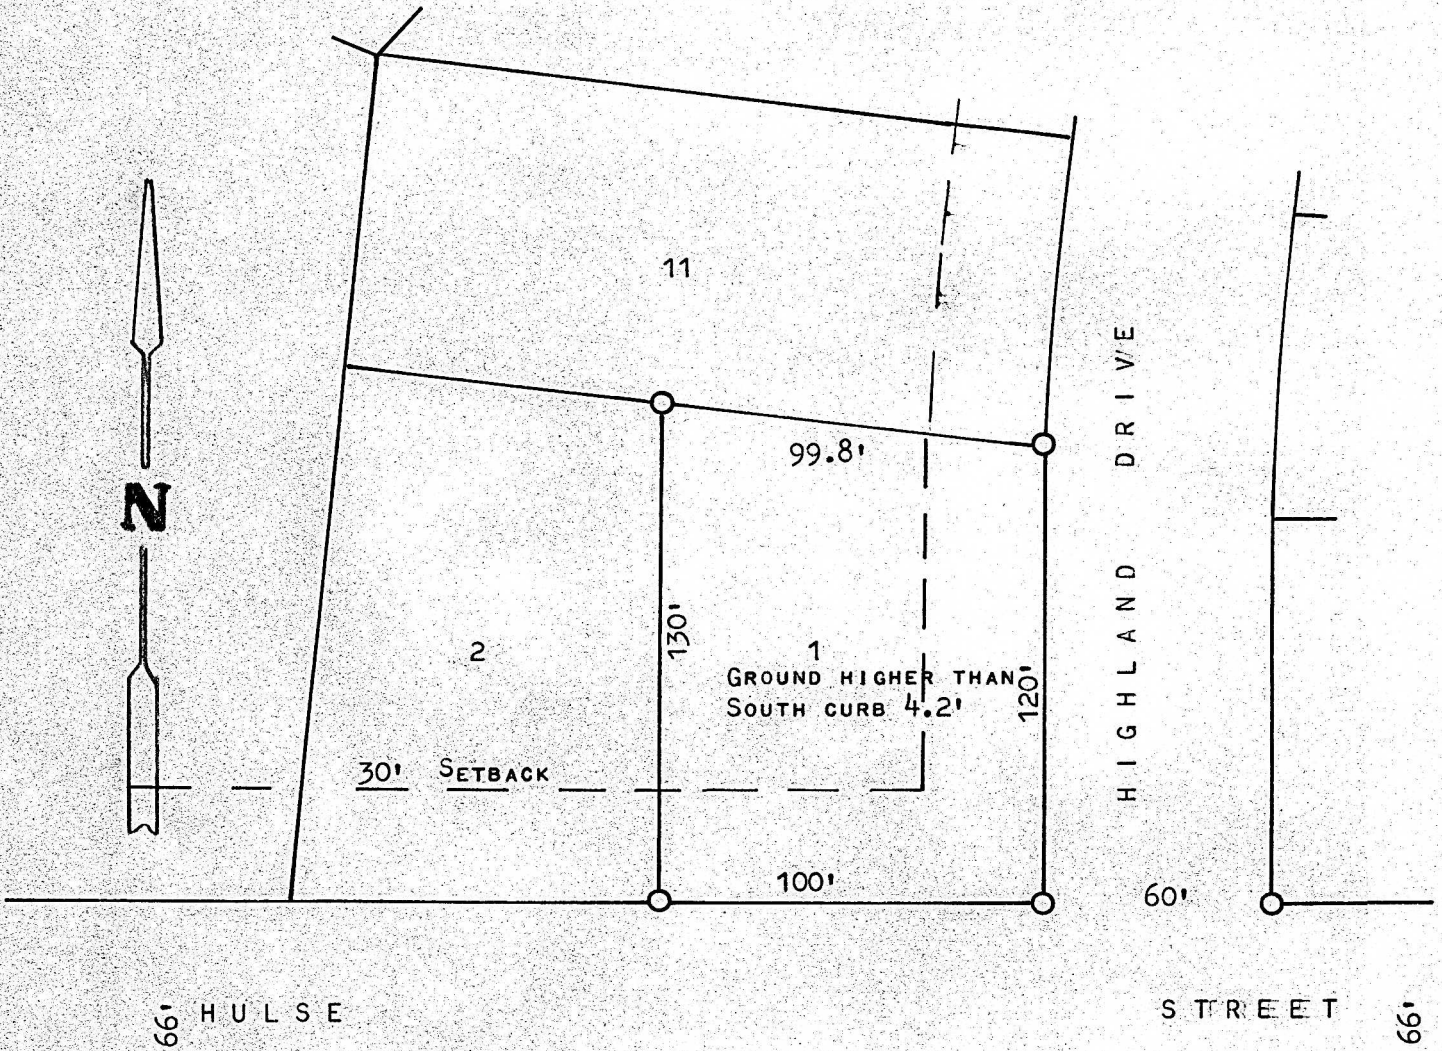 11
HIGHLAND DRIVE
N
99.8'
130'
2
1
GROUND HIGHER THAN
SOUTH CURB 4.2'
120'
30' SETBACK
100'
60'
66'
HULSE STREET
66'